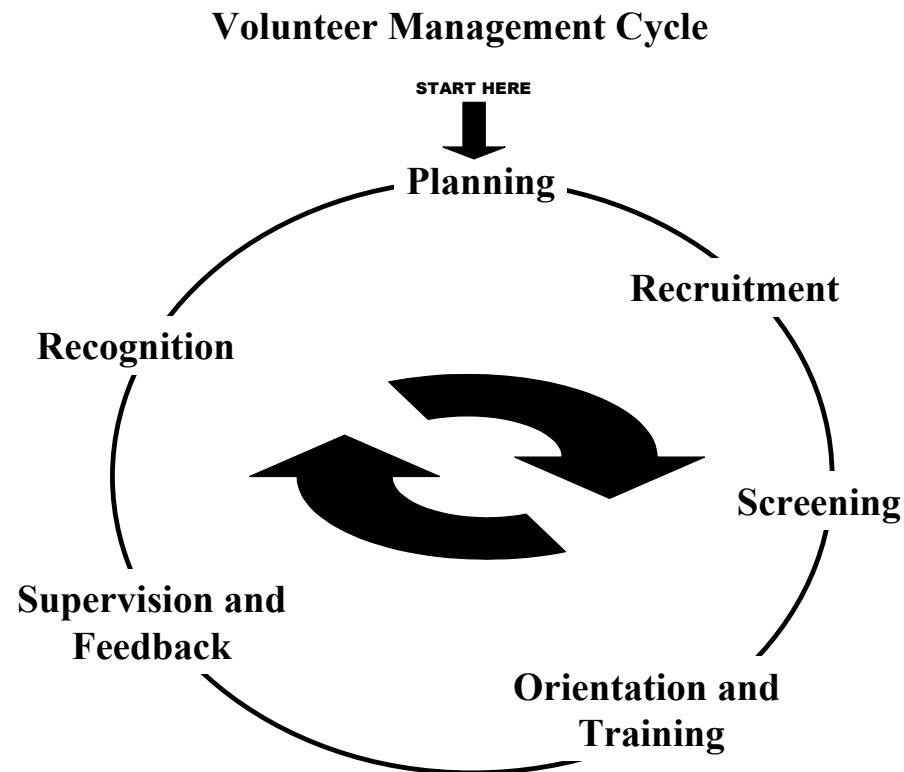 Volunteer Management Cycle
START HERE
Planning
Recruitment
Screening
Orientation and
Training
Supervision and
Feedback
Recognition